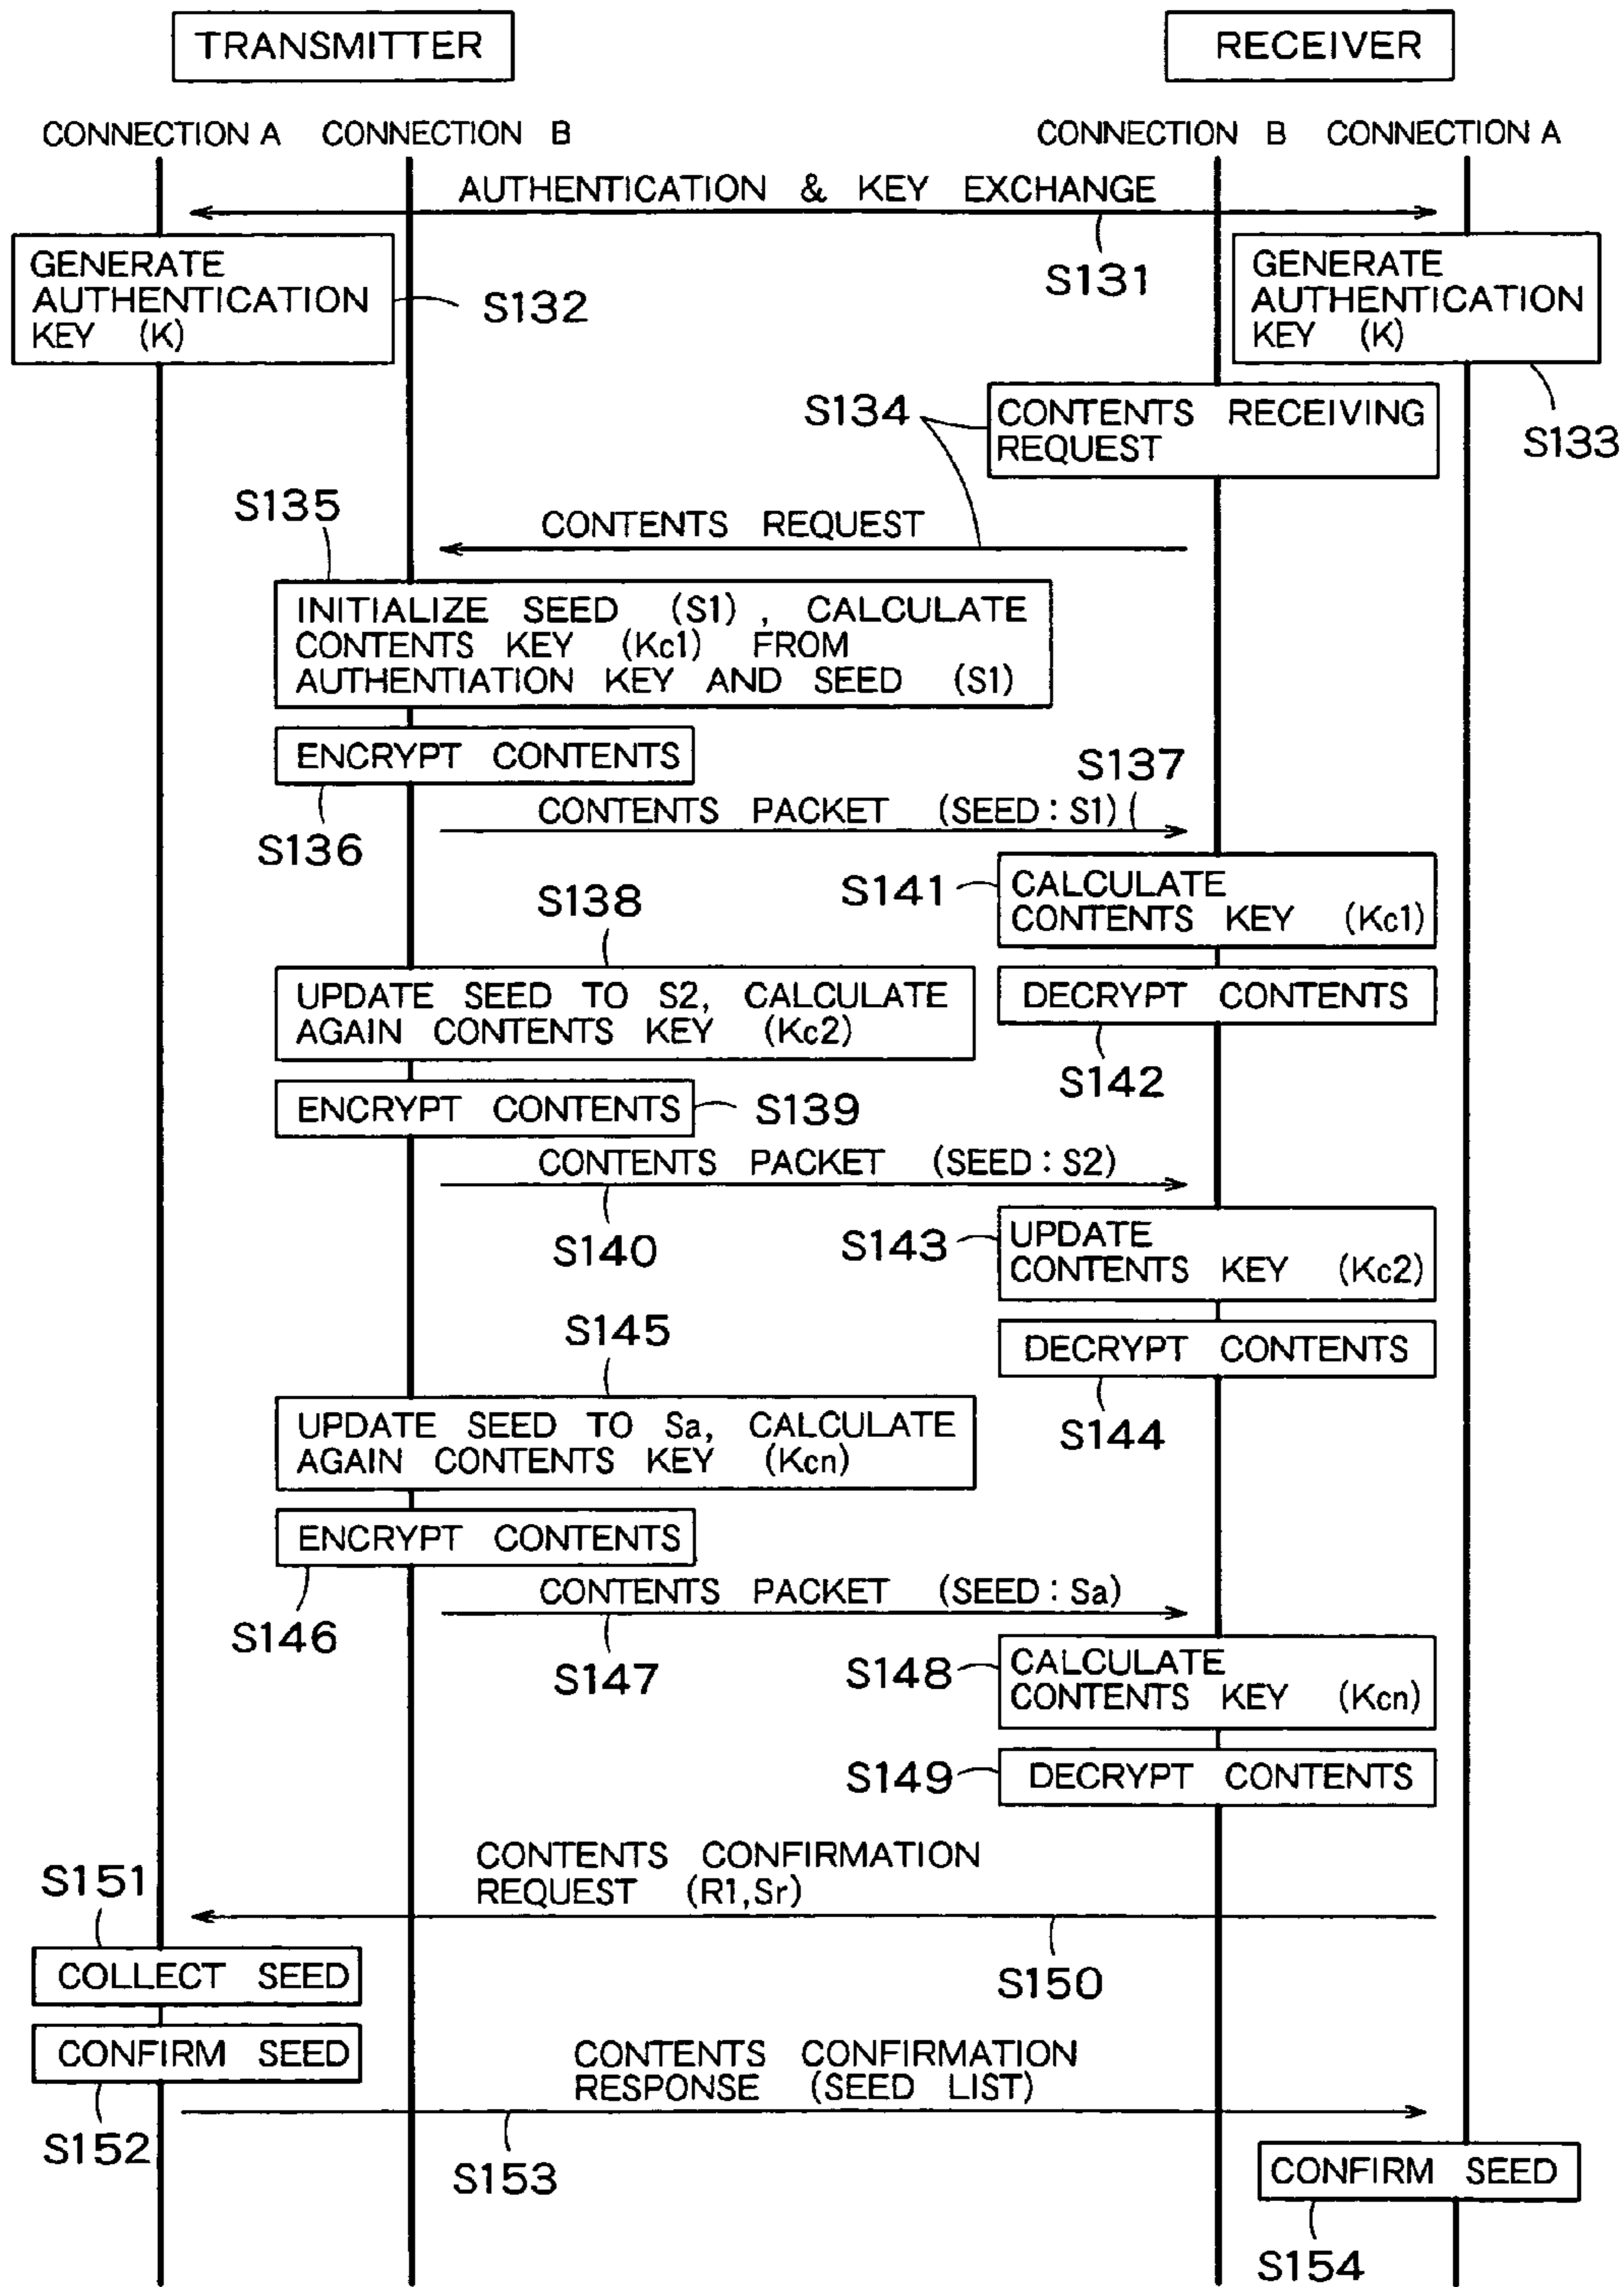 TRANSMITTER
RECEIVER
CONNECTION A
CONNECTION B
CONNECTION B
CONNECTION A
AUTHENTICATION & KEY EXCHANGE
S131
GENERATE
AUTHENTICATION
KEY (K)
S132
GENERATE
AUTHENTICATION
KEY (K)
S133
S134
CONTENTS RECEIVING
REQUEST
S135
CONTENTS REQUEST
INITIALIZE SEED (S1) , CALCULATE
CONTENTS KEY (Kc1) FROM
AUTHENTIATION KEY AND SEED (S1)
ENCRYPT CONTENTS
S136
S137
CONTENTS PACKET (SEED : S1)
S141
CALCULATE
CONTENTS KEY (Kc1)
S138
UPDATE SEED TO S2, CALCULATE
AGAIN CONTENTS KEY (Kc2)
DECRYPT CONTENTS
S142
ENCRYPT CONTENTS
S139
CONTENTS PACKET (SEED : S2)
S140
S143
UPDATE
CONTENTS KEY (Kc2)
S145
DECRYPT CONTENTS
S144
UPDATE SEED TO Sa, CALCULATE
AGAIN CONTENTS KEY (Kcn)
ENCRYPT CONTENTS
S146
CONTENTS PACKET (SEED : Sa)
S147
S148
CALCULATE
CONTENTS KEY (Kcn)
S149
DECRYPT CONTENTS
CONTENTS CONFIRMATION
REQUEST (R1,Sr)
S151
S150
COLLECT SEED
CONFIRM SEED
S152
CONTENTS CONFIRMATION
RESPONSE (SEED LIST)
S153
CONFIRM SEED
S154